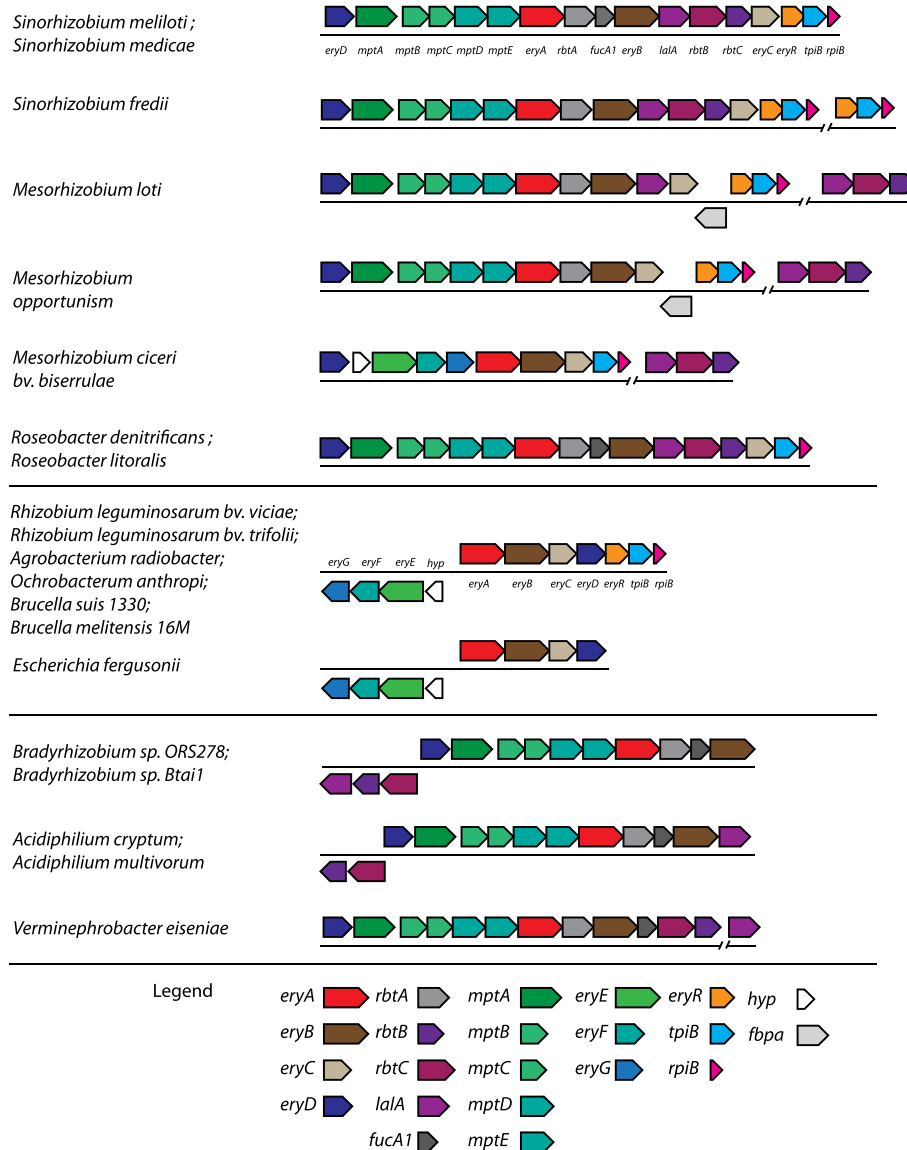 Sinorhizobium meliloti ;
Sinorhizobium medicae
eryD mptA mptB mptC mptD mptE eryA rbtA fucA1 eryB lalA rbtB rbtC eryC eryR tpiB rpiB
Sinorhizobium fredii
Mesorhizobium loti
Mesorhizobium
opportunism
Mesorhizobium ciceri
bv. biserrulae
Roseobacter denitrificans ;
Roseobacter litoralis
Rhizobium leguminosarum bv. viciae;
Rhizobium leguminosarum bv. trifolii;
Agrobacterium radiobacter;
Ochrobacterum anthropi;
Brucella suis 1330;
Brucella melitensis 16M
eryG eryF eryE hyp
eryA eryB eryC eryD eryR tpiB rpiB
Escherichia fergusonii
Bradyrhizobium sp. ORS278;
Bradyrhizobium sp. Btai1
Acidiphilium cryptum;
Acidiphilium multivorum
Verminephrobacter eiseniae
Legend
eryA rbtA mptA eryE eryR hyp
eryB rbtB mptB eryF tpiB fbpa
eryC rbtC mptC eryG rpiB
eryD lalA mptD
fucA1 mptE